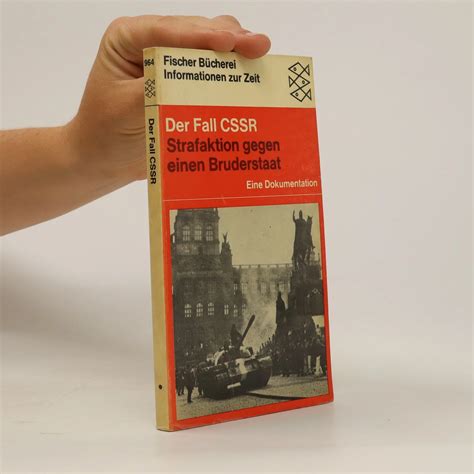 964
Der Fall CSSR
Fischer Bücherei
Informationen zur Zeit
Der Fall CSSR
Strafaktion gegen
einen Bruderstaat
Eine Dokumentation